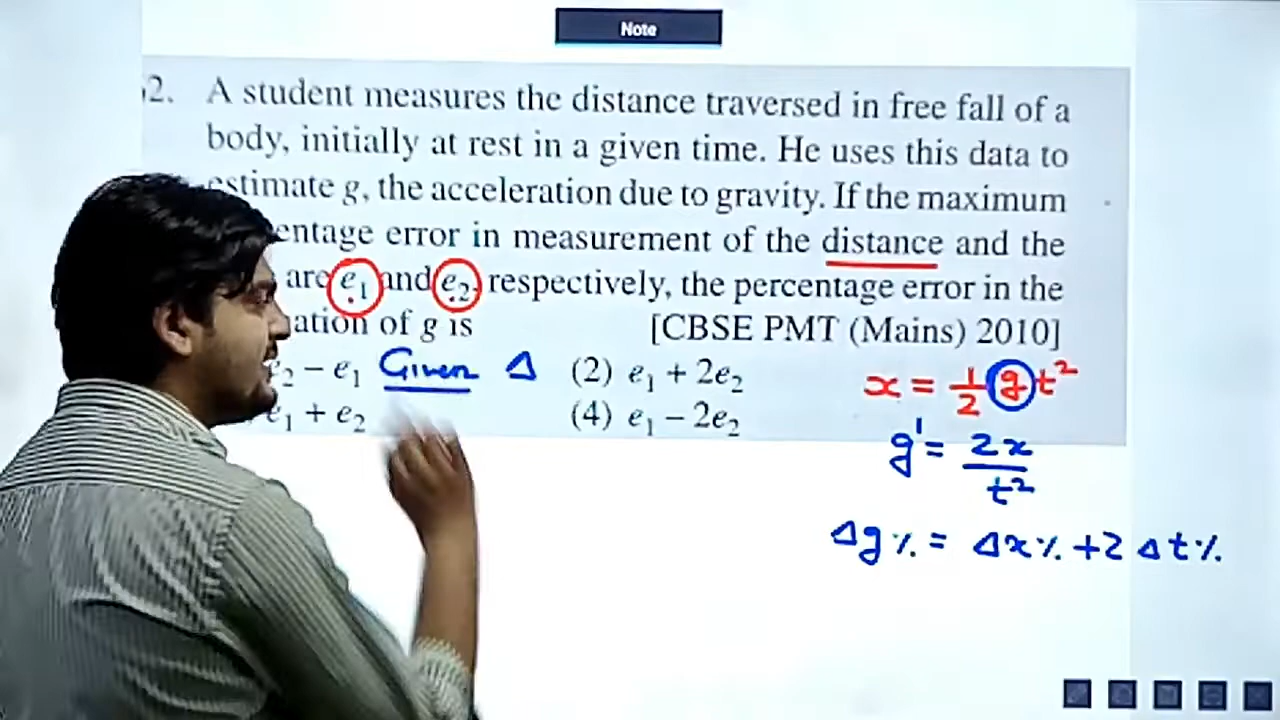 Note
2. A student measures the distance traversed in free fall of a
body, initially at rest in a given time. He uses this data to
estimate g, the acceleration due to gravity. If the maximum
entage error in measurement of the distance and the
are e₁ and e₂ respectively, the percentage error in the
ation of g is [CBSE PMT (Mains) 2010]
e₂ – e₁ Given Δ (2) e₁ + 2e₂
e₁ + e₂ (4) e₁ – 2e₂
x = 1/2 g t²
g' = 2x/t²
Δg% = Δx% + 2 Δt%